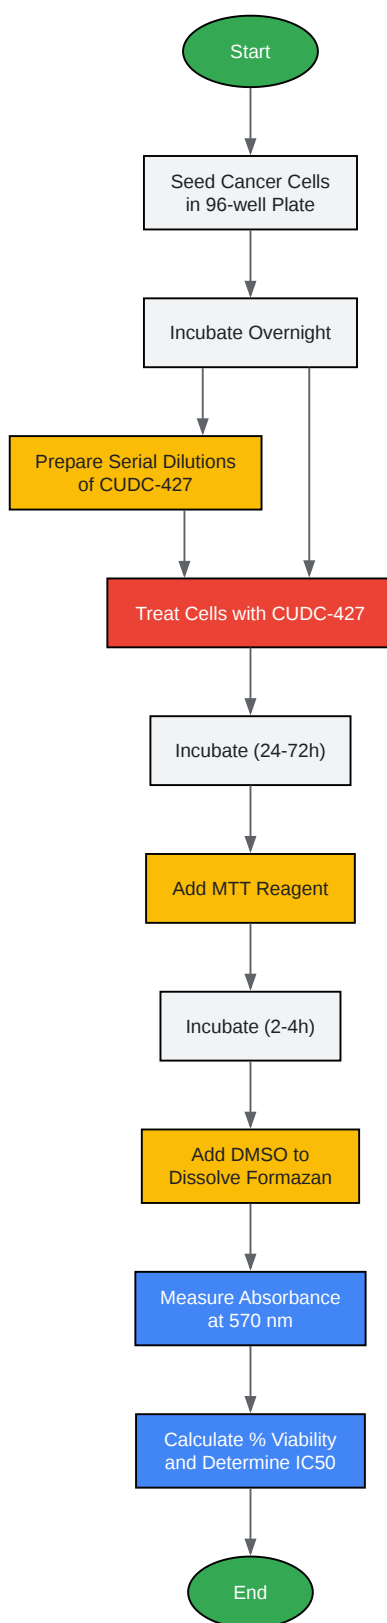 Start
Seed Cancer Cells
in 96-well Plate
Incubate Overnight
Prepare Serial Dilutions
of CUDC-427
Treat Cells with CUDC-427
Incubate (24-72h)
Add MTT Reagent
Incubate (2-4h)
Add DMSO to
Dissolve Formazan
Measure Absorbance
at 570 nm
Calculate % Viability
and Determine IC50
End